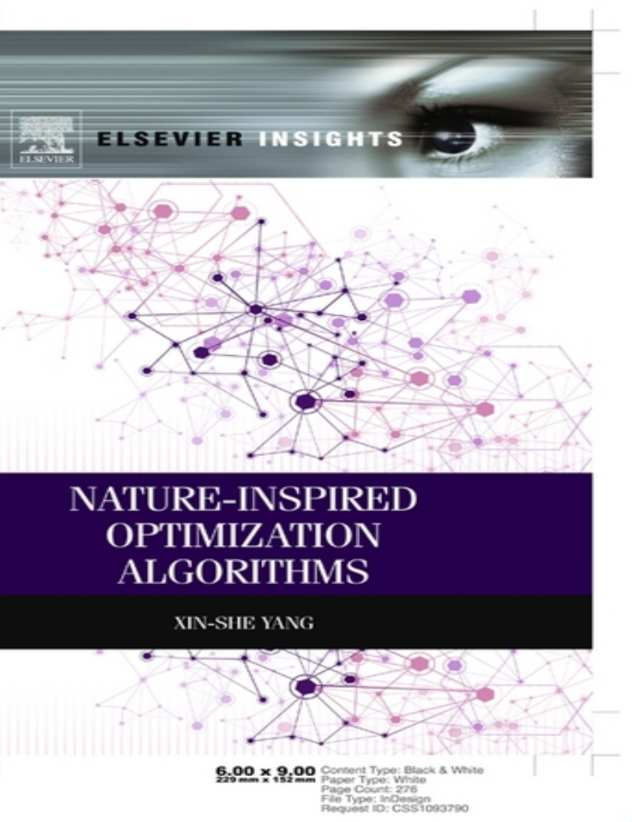 ELSEVIER
ELSEVIER INSIGHTS
NATURE-INSPIRED
OPTIMIZATION
ALGORITHMS
XIN-SHE YANG
6.00 x 9.00
229 mm x 152 mm
Content Type: Black & White
Paper Type: White
Page Count: 276
File Type: InDesign
Request ID: CSS1093790